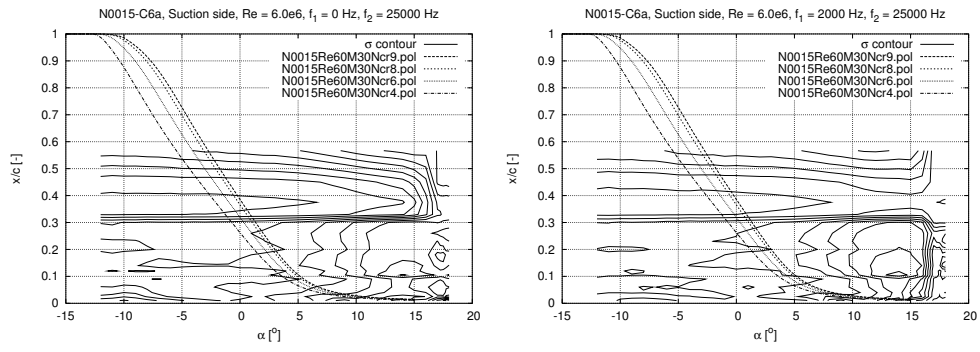 N0015-C6a, Suction side, Re = 6.0e6, f1 = 0 Hz, f2 = 25000 Hz
σ contour
N0015Re60M30Ncr9.pol
N0015Re60M30Ncr8.pol
N0015Re60M30Ncr6.pol
N0015Re60M30Ncr4.pol
x/c [-]
1
0.9
0.8
0.7
0.6
0.5
0.4
0.3
0.2
0.1
0
-15 -10 -5 0 5 10 15 20
α [o]
N0015-C6a, Suction side, Re = 6.0e6, f1 = 2000 Hz, f2 = 25000 Hz
σ contour
N0015Re60M30Ncr9.pol
N0015Re60M30Ncr8.pol
N0015Re60M30Ncr6.pol
N0015Re60M30Ncr4.pol
x/c [-]
1
0.9
0.8
0.7
0.6
0.5
0.4
0.3
0.2
0.1
0
-15 -10 -5 0 5 10 15 20
α [o]